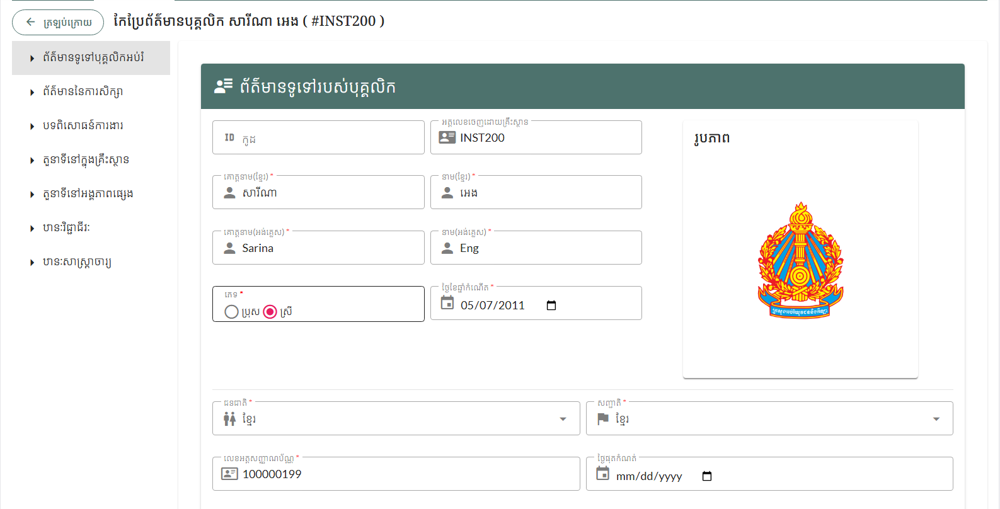 ត្រឡប់ក្រោយ
កែប្រែព័ត៌មានបុគ្គលិក សារីណា អេង ( #INST200 )
ព័ត៌មានទូទៅបុគ្គលិកអប់រំ
ព័ត៌មាននៃការសិក្សា
បទពិសោធន៍ការងារ
តួនាទីនៅក្នុងគ្រឹះស្ថាន
តួនាទីនៅអង្គភាពផ្សេង
ឋានៈវិជ្ជាជីវៈ
ឋានៈសាស្ត្រាចារ្យ
ព័ត៌មានទូទៅរបស់បុគ្គលិក
ID កូដ
អត្តលេខចេញដោយគ្រឹះស្ថាន
INST200
គោត្តនាម(ខ្មែរ) *
សារីណា
នាម(ខ្មែរ) *
អេង
គោត្តនាម(អង់គ្លេស) *
Sarina
នាម(អង់គ្លេស) *
Eng
ភេទ *
ប្រុស ស្រី
ថ្ងៃខែឆ្នាំកំណើត *
05/07/2011
រូបភាព
ក្រសួងអប់រំយុវជននិងកីឡា
ជនជាតិ *
ខ្មែរ
សញ្ជាតិ *
ខ្មែរ
លេខអត្តសញ្ញាណប័ណ្ណ *
100000199
ថ្ងៃផុតកំណត់
mm/dd/yyyy